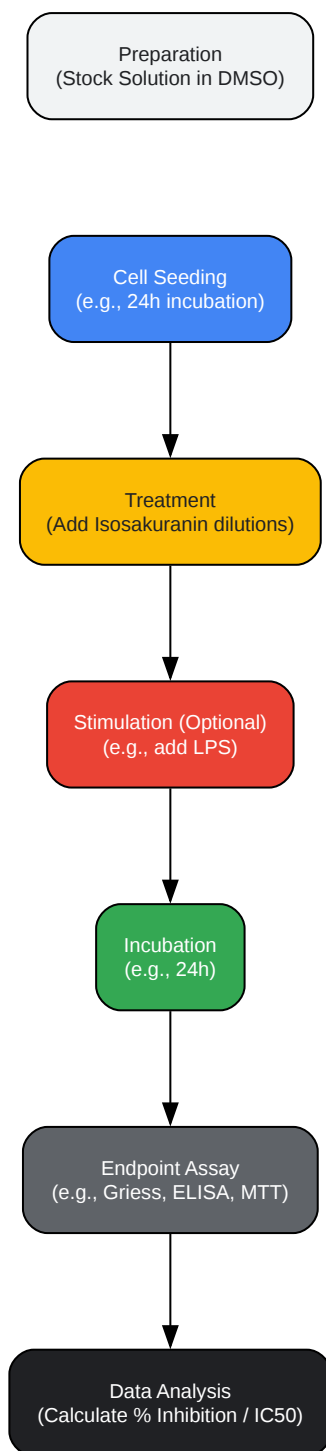 Preparation
(Stock Solution in DMSO)
Cell Seeding
(e.g., 24h incubation)
Treatment
(Add Isosakuranin dilutions)
Stimulation (Optional)
(e.g., add LPS)
Incubation
(e.g., 24h)
Endpoint Assay
(e.g., Griess, ELISA, MTT)
Data Analysis
(Calculate % Inhibition / IC50)